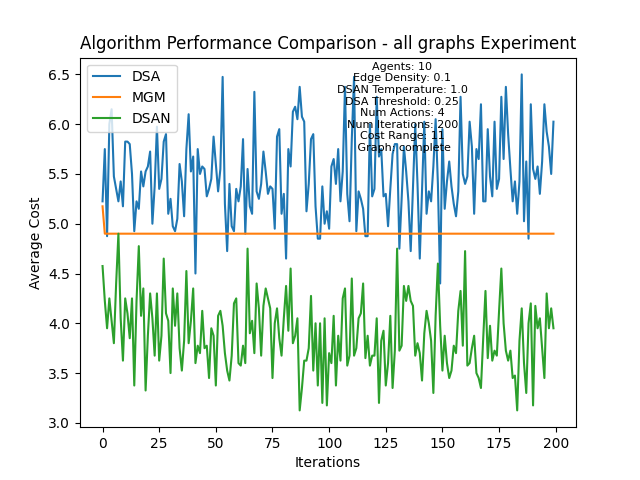 Algorithm Performance Comparison - all graphs Experiment
DSA
MGM
DSAN
Agents: 10
Edge Density: 0.1
DSAN Temperature: 1.0
DSA Threshold: 0.25
Num Actions: 4
Num Iterations: 200
Cost Range: 11
Graph: complete
6.5
6.0
5.5
5.0
4.5
4.0
3.5
3.0
Average Cost
0 25 50 75 100 125 150 175 200
Iterations